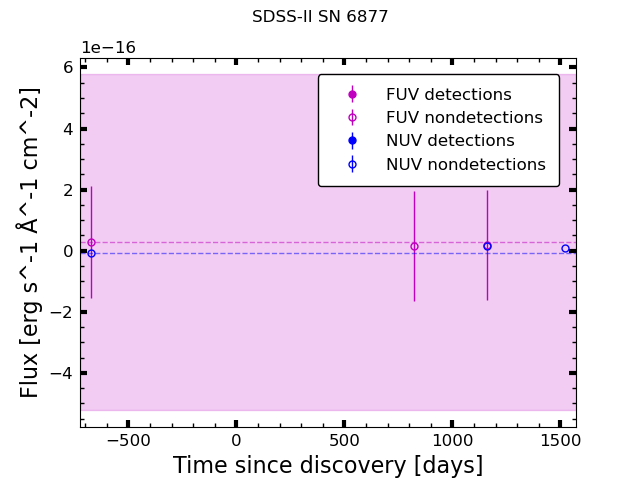 SDSS-II SN 6877
1e−16
Flux [erg s^-1 Å^-1 cm^-2]
6
4
2
0
−2
−4
FUV detections
FUV nondetections
NUV detections
NUV nondetections
−500 0 500 1000 1500
Time since discovery [days]